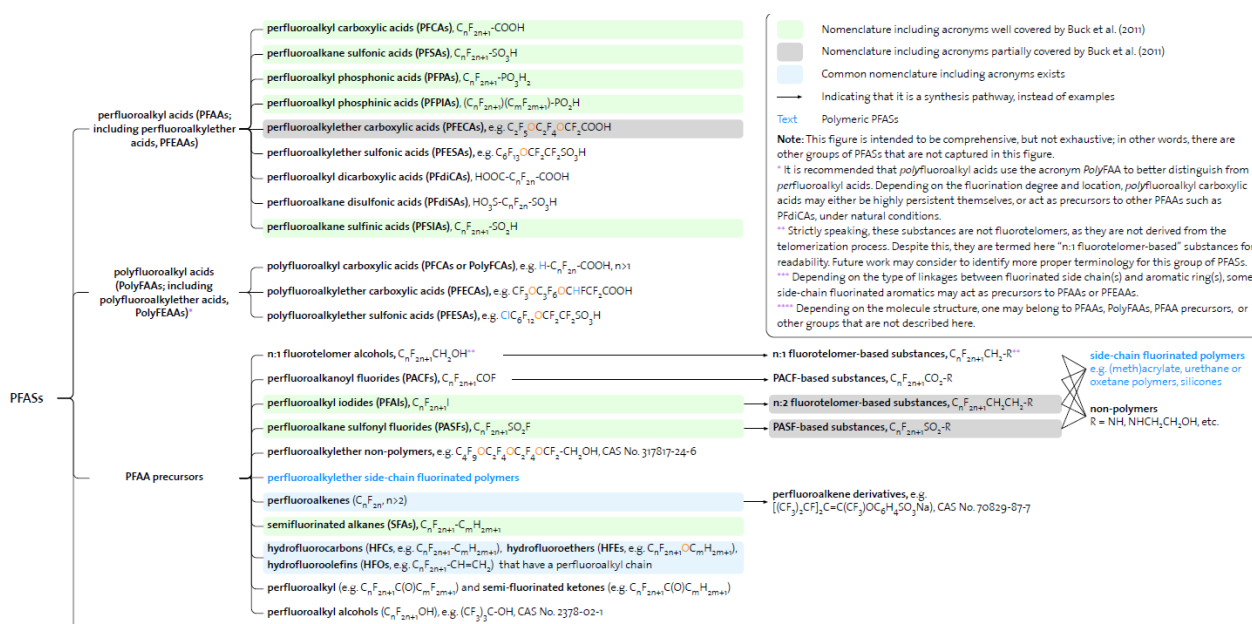 perfluoroalkyl carboxylic acids (PFCAs), CnF2n+1-COOH
perfluoroalkane sulfonic acids (PFSAs), CnF2n+1-SO3H
perfluoroalkyl phosphonic acids (PFPAs), CnF2n+1-PO3H2
perfluoroalkyl phosphinic acids (PFPIAs), (CnF2n+1)(CmF2m+1)-PO2H
perfluoroalkylether carboxylic acids (PFECAs), e.g. C2F5OC2F4OCF2COOH
perfluoroalkylether sulfonic acids (PFESAs), e.g. C6F13OCF2CF2SO3H
perfluoroalkyl dicarboxylic acids (PFdiCAs), HOOC-CnF2n-COOH
perfluoroalkane disulfonic acids (PFdiSAs), HO3S-CnF2n-SO3H
perfluoroalkane sulfinic acids (PFSIAs), CnF2n+1-SO2H
perfluoroalkyl acids (PFAAs;
including perfluoroalkylether
acids, PFEAAs)
polyfluoroalkyl acids
(PolyFAAs; including
polyfluoroalkylether acids,
PolyFEAAs)*
polyfluoroalkyl carboxylic acids (PFCAs or PolyFCAs), e.g. H-CnF2n-COOH, n>1
polyfluoroalkylether carboxylic acids (PFECAs), e.g. CF3OC3F6OCHFCF2COOH
polyfluoroalkylether sulfonic acids (PFESAs), e.g. ClC6F12OCF2CF2SO3H
PFASs
PFAA precursors
n:1 fluorotelomer alcohols, CnF2n+1CH2OH**
n:1 fluorotelomer-based substances, CnF2n+1CH2-R**
perfluoroalkanoyl fluorides (PACFs), CnF2n+1COF
PACF-based substances, CnF2n+1CO2-R
perfluoroalkyl iodides (PFAIs), CnF2n+1I
n:2 fluorotelomer-based substances, CnF2n+1CH2CH2-R
perfluoroalkane sulfonyl fluorides (PASFs), CnF2n+1SO2F
PASF-based substances, CnF2n+1SO2-R
side-chain fluorinated polymers
e.g. (meth)acrylate, urethane or
oxetane polymers, silicones
non-polymers
R = NH, NHCH2CH2OH, etc.
perfluoroalkylether non-polymers, e.g. C4F9OC2F4OC2F4OCF2-CH2OH, CAS No. 317817-24-6
perfluoroalkylether side-chain fluorinated polymers
perfluoroalkenes (CnF2n, n>2)
perfluoroalkene derivatives, e.g.
[(CF3)2CF]2C=C(CF3)OC6H4SO3Na), CAS No. 70829-87-7
semifluorinated alkanes (SFAs), CnF2n+1-CmH2m+1
hydrofluorocarbons (HFCs, e.g. CnF2n+1-CmH2m+1), hydrofluoroethers (HFEs, e.g. CnF2n+1OCmH2m+1),
hydrofluoroolefins (HFOs, e.g. CnF2n+1-CH=CH2) that have a perfluoroalkyl chain
perfluoroalkyl (e.g. CnF2n+1C(O)CmF2m+1) and semi-fluorinated ketones (e.g. CnF2n+1C(O)CmH2m+1)
perfluoroalkyl alcohols (CnF2n+1OH), e.g. (CF3)3C-OH, CAS No. 2378-02-1
Nomenclature including acronyms well covered by Buck et al. (2011)
Nomenclature including acronyms partially covered by Buck et al. (2011)
Common nomenclature including acronyms exists
Indicating that it is a synthesis pathway, instead of examples
Text Polymeric PFASs
Note: This figure is intended to be comprehensive, but not exhaustive; in other words, there are
other groups of PFASs that are not captured in this figure.
* It is recommended that polyfluoroalkyl acids use the acronym PolyFAA to better distinguish from
perfluoroalkyl acids. Depending on the fluorination degree and location, polyfluoroalkyl carboxylic
acids may either be highly persistent themselves, or act as precursors to other PFAAs such as
PFdiCAs, under natural conditions.
** Strictly speaking, these substances are not fluorotelomers, as they are not derived from the
telomerization process. Despite this, they are termed here “n:1 fluorotelomer-based” substances for
readability. Future work may consider to identify more proper terminology for this group of PFASs.
*** Depending on the type of linkages between fluorinated side chain(s) and aromatic ring(s), some
side-chain fluorinated aromatics may act as precursors to PFAAs or PFEAAs.
**** Depending on the molecule structure, one may belong to PFAAs, PolyFAAs, PFAA precursors, or
other groups that are not described here.